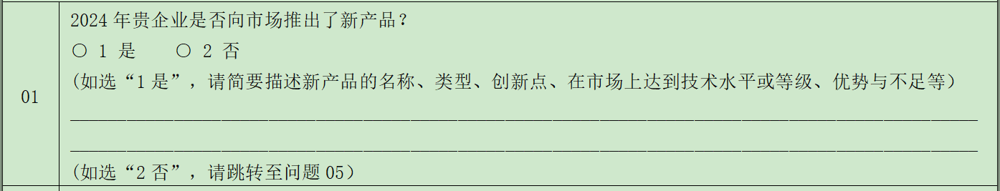 2024 年贵企业是否向市场推出了新产品？
○ 1 是 ○ 2 否
(如选“1 是”，请简要描述新产品的名称、类型、创新点、在市场上达到技术水平或等级、优势与不足等）
01
(如选“2 否”，请跳转至问题 05）